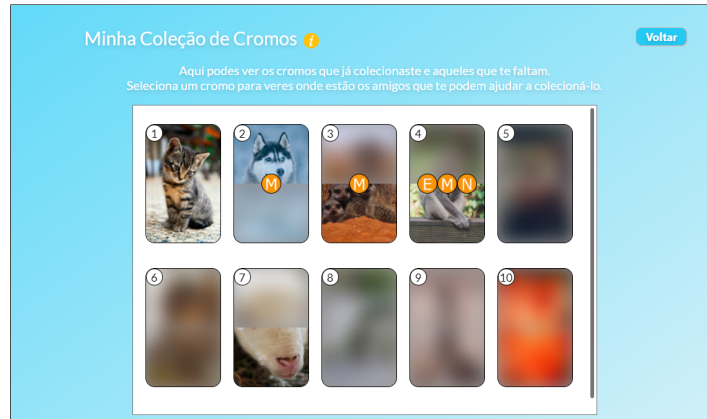 Minha Coleção de Cromos i
Voltar
Aqui podes ver os cromos que já colecionaste e aqueles que te faltam.
Seleciona um cromo para veres onde estão os amigos que te podem ajudar a colecioná-lo.
1 2 3 4 5
M M E M N
6 7 8 9 10